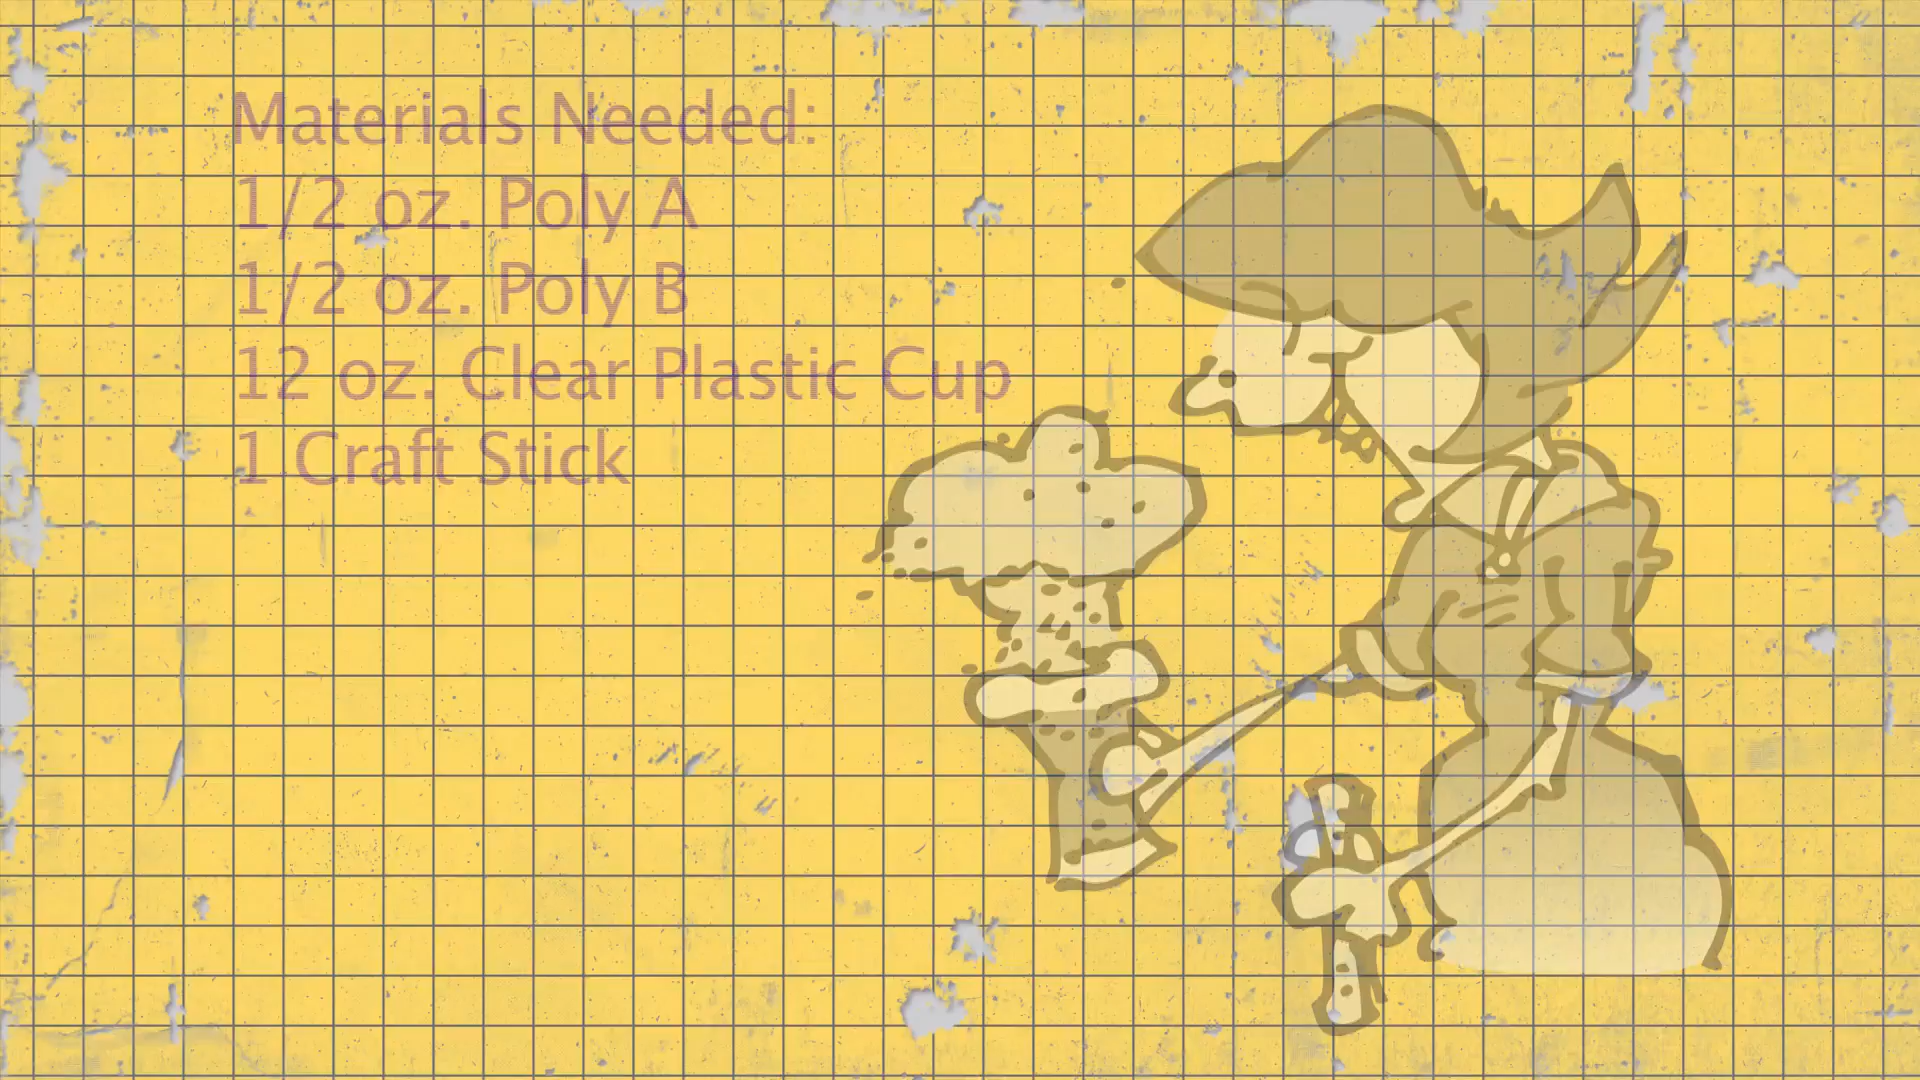 Materials Needed:
1/2 oz. Poly A
1/2 oz. Poly B
12 oz. Clear Plastic Cup
1 Craft Stick